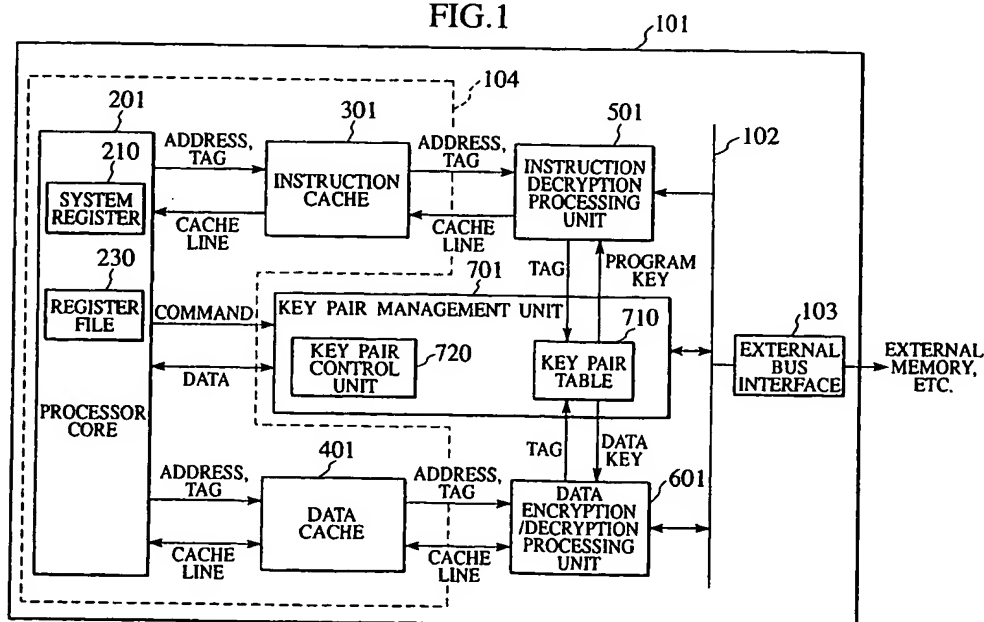 FIG.1
101
104
201
210
SYSTEM
REGISTER
230
REGISTER
FILE
PROCESSOR
CORE
ADDRESS,
TAG
CACHE
LINE
301
INSTRUCTION
CACHE
ADDRESS,
TAG
CACHE
LINE
501
INSTRUCTION
DECRYPTION
PROCESSING
UNIT
102
TAG
PROGRAM
KEY
COMMAND
DATA
701
KEY PAIR MANAGEMENT UNIT
KEY PAIR
CONTROL
UNIT
720
710
KEY PAIR
TABLE
103
EXTERNAL
BUS
INTERFACE
EXTERNAL
MEMORY,
ETC.
TAG
DATA
KEY
ADDRESS,
TAG
CACHE
LINE
401
DATA
CACHE
ADDRESS,
TAG
CACHE
LINE
601
DATA
ENCRYPTION
/DECRYPTION
PROCESSING
UNIT